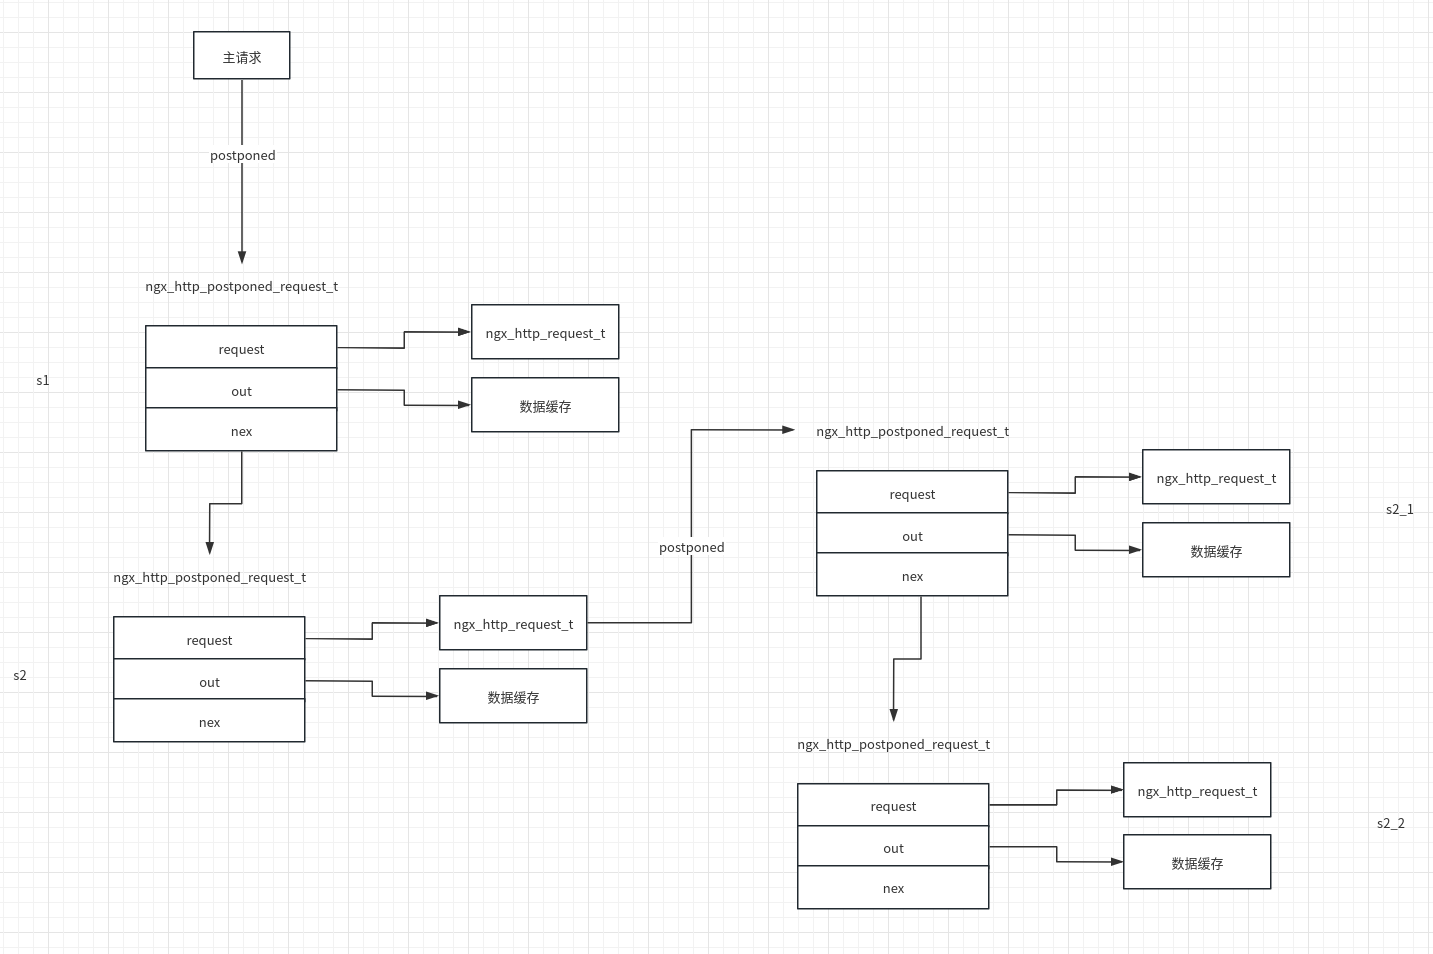 主请求
postponed
ngx_http_postponed_request_t
s1
request
out
nex
ngx_http_request_t
数据缓存
ngx_http_postponed_request_t
s2
request
out
nex
ngx_http_request_t
数据缓存
postponed
ngx_http_postponed_request_t
request
out
nex
ngx_http_request_t
数据缓存
s2_1
ngx_http_postponed_request_t
request
out
nex
ngx_http_request_t
数据缓存
s2_2